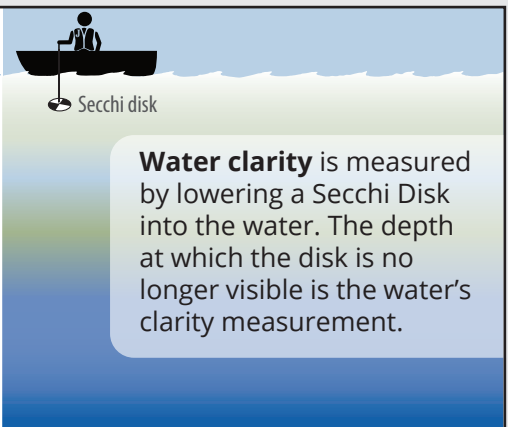 Secchi disk
Water clarity is measured
by lowering a Secchi Disk
into the water. The depth
at which the disk is no
longer visible is the water’s
clarity measurement.